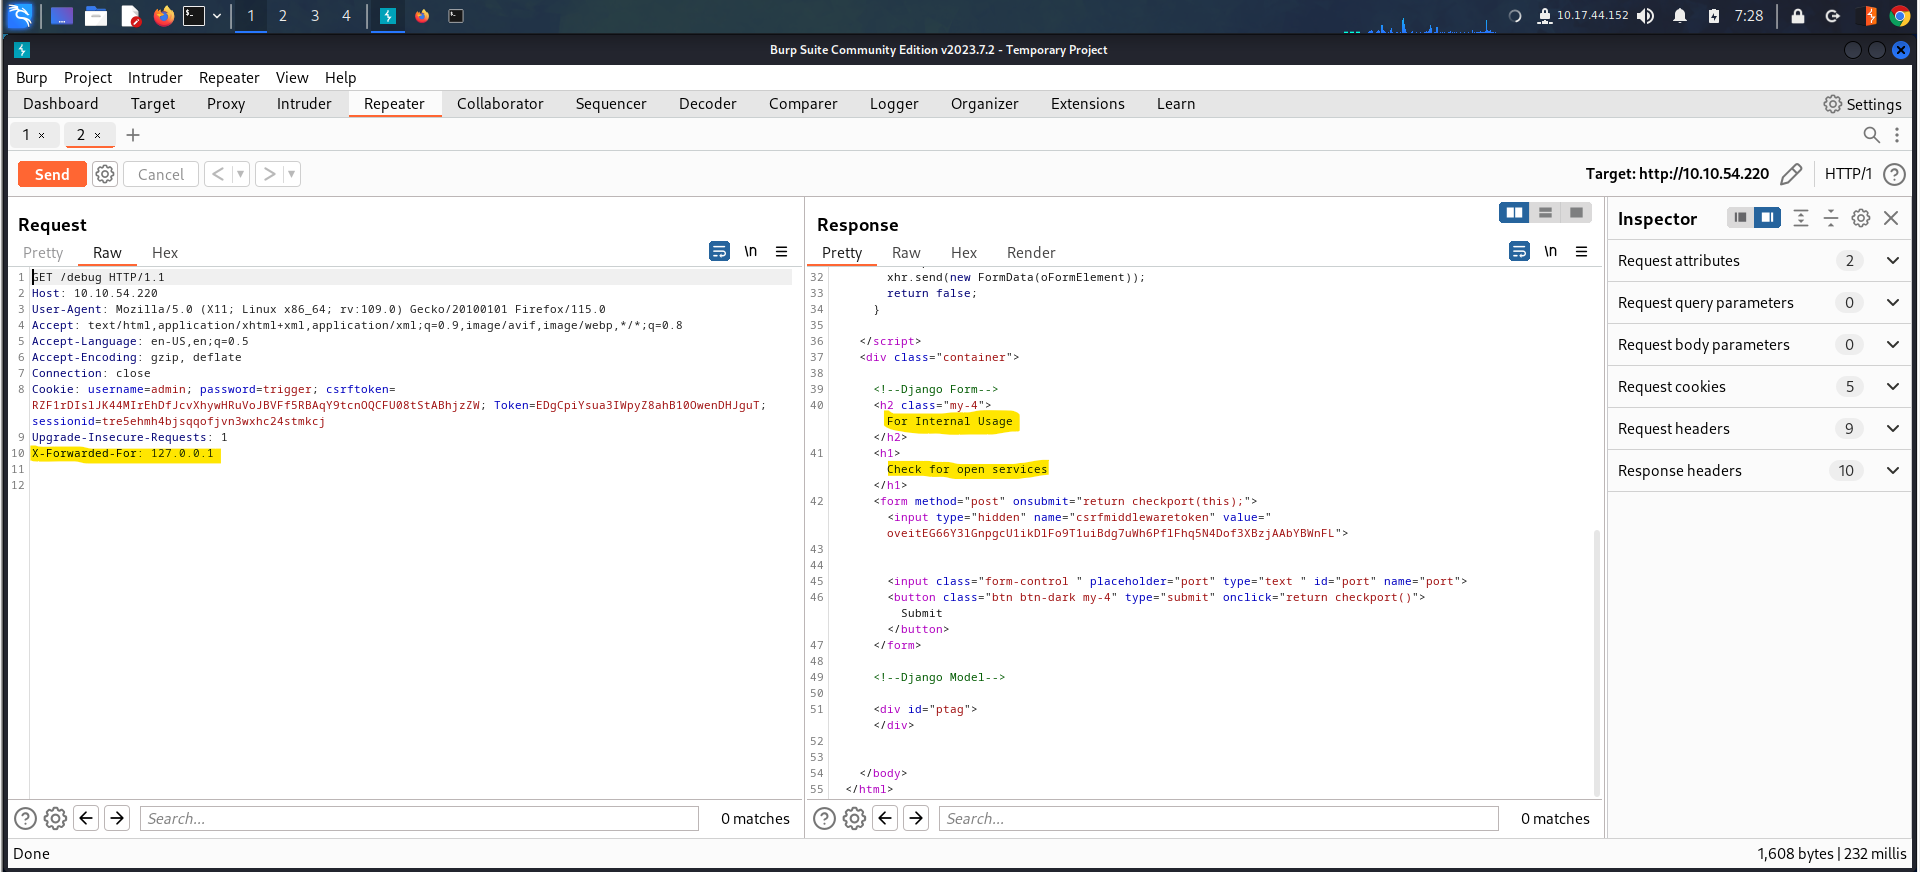 1 2 3 4 10.17.44.152 7:28
Burp Suite Community Edition v2023.7.2 - Temporary Project
Burp Project Intruder Repeater View Help
Dashboard Target Proxy Intruder Repeater Collaborator Sequencer Decoder Comparer Logger Organizer Extensions Learn Settings
1 × 2 × +
Send Cancel < > Target: http://10.10.54.220 HTTP/1 ?
Request
Pretty Raw Hex \n
1 GET /debug HTTP/1.1
2 Host: 10.10.54.220
3 User-Agent: Mozilla/5.0 (X11; Linux x86_64; rv:109.0) Gecko/20100101 Firefox/115.0
4 Accept: text/html,application/xhtml+xml,application/xml;q=0.9,image/avif,image/webp,*/*;q=0.8
5 Accept-Language: en-US,en;q=0.5
6 Accept-Encoding: gzip, deflate
7 Connection: close
8 Cookie: username=admin; password=trigger; csrftoken=
RZF1rDIslJK44MIrEhDfJcvXhywHRuVoJBVFf5RBAqY9tcnOQCFU08tStABhjzZW; Token=EDgCpiYsua3IWpyZ8ahB10OwenDHJguT;
sessionid=tre5ehmh4bjsqqofjvn3wxhc24stmkcj
9 Upgrade-Insecure-Requests: 1
10 X-Forwarded-For: 127.0.0.1
11
12
? Search... 0 matches
Response
Pretty Raw Hex Render \n
32 xhr.send(new FormData(oFormElement));
33 return false;
34 }
35
36 </script>
37 <div class="container">
38
39 <!--Django Form-->
40 <h2 class="my-4">
For Internal Usage
</h2>
41 <h1>
Check for open services
</h1>
42 <form method="post" onsubmit="return checkport(this);">
<input type="hidden" name="csrfmiddlewaretoken" value="
oveitEG66Y3lGnpgcU1ikDlFo9T1uiBdg7uWh6PflFhq5N4Dof3XBzjAAbYBWnFL">
43
44
45 <input class="form-control " placeholder="port" type="text " id="port" name="port">
46 <button class="btn btn-dark my-4" type="submit" onclick="return checkport()">
Submit
</button>
47 </form>
48
49 <!--Django Model-->
50
51 <div id="ptag">
</div>
52
53
54 </body>
55 </html>
? Search... 0 matches
Inspector
Request attributes 2
Request query parameters 0
Request body parameters 0
Request cookies 5
Request headers 9
Response headers 10
Done 1,608 bytes | 232 millis